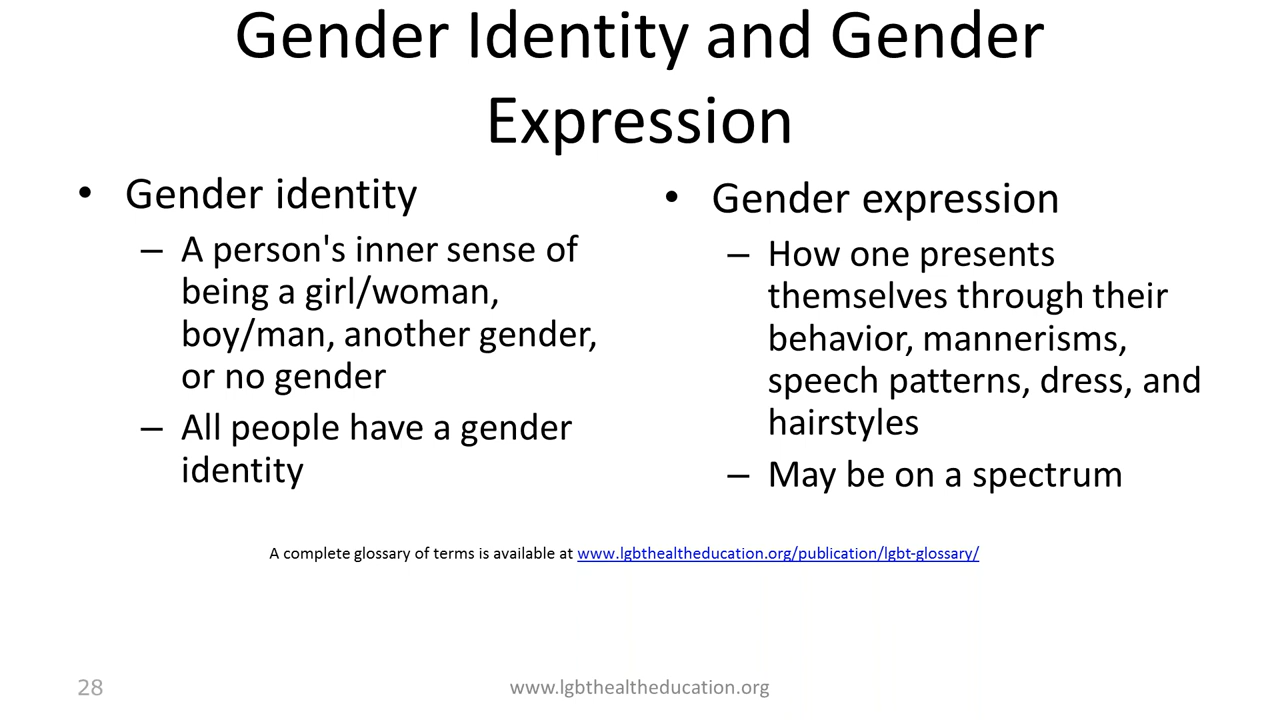 Gender Identity and Gender
Expression
• Gender identity
– A person's inner sense of
being a girl/woman,
boy/man, another gender,
or no gender
– All people have a gender
identity
• Gender expression
– How one presents
themselves through their
behavior, mannerisms,
speech patterns, dress, and
hairstyles
– May be on a spectrum
A complete glossary of terms is available at www.lgbthealtheducation.org/publication/lgbt-glossary/
28
www.lgbthealtheducation.org